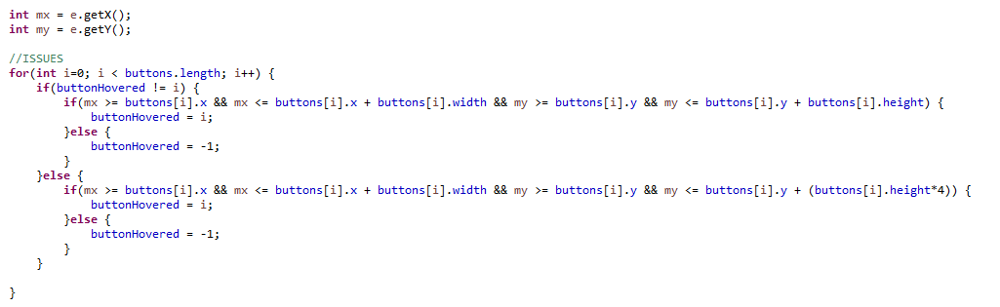 int mx = e.getX();
int my = e.getY();

//ISSUES
for(int i=0; i < buttons.length; i++) {
    if(buttonHovered != i) {
        if(mx >= buttons[i].x && mx <= buttons[i].x + buttons[i].width && my >= buttons[i].y && my <= buttons[i].y + buttons[i].height) {
            buttonHovered = i;
        }else {
            buttonHovered = -1;
        }
    }else {
        if(mx >= buttons[i].x && mx <= buttons[i].x + buttons[i].width && my >= buttons[i].y && my <= buttons[i].y + (buttons[i].height*4)) {
            buttonHovered = i;
        }else {
            buttonHovered = -1;
        }
    }

}